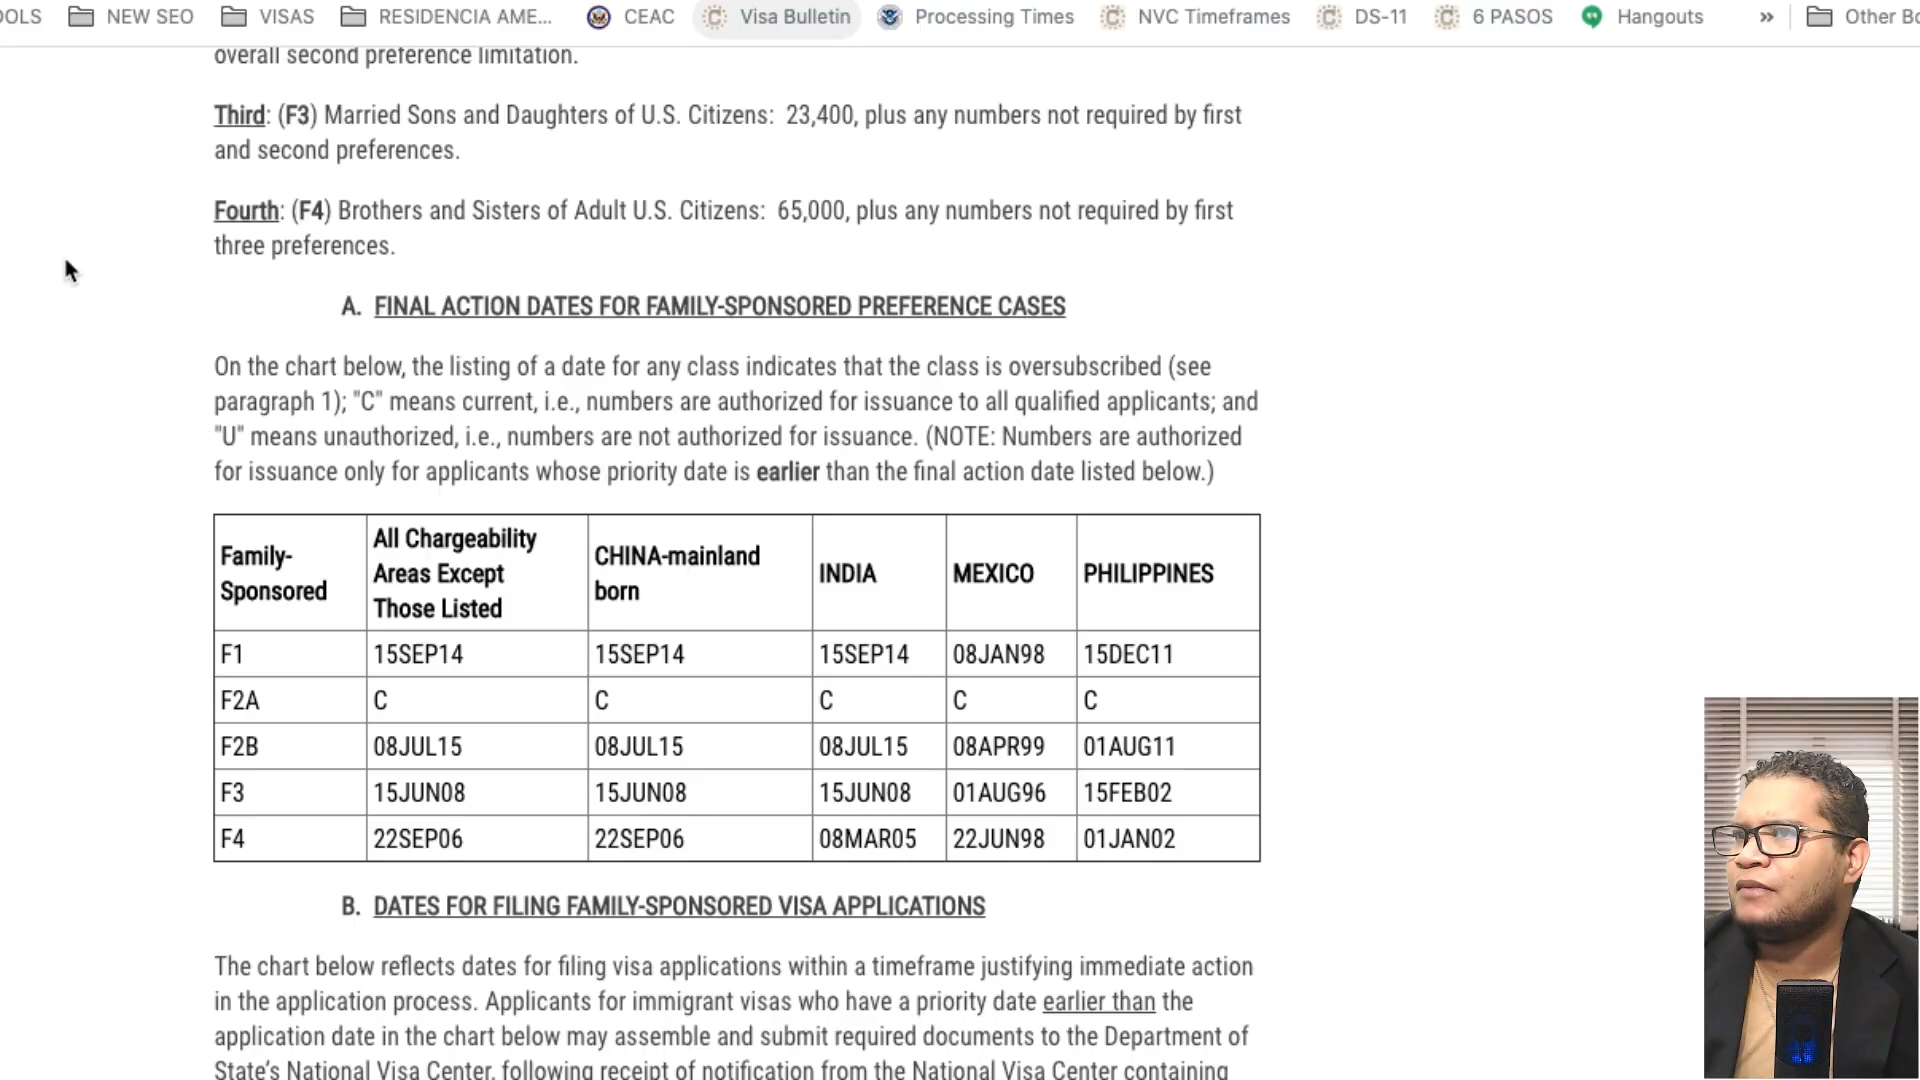 OLS NEW SEO VISAS RESIDENCIA AME... CEAC Visa Bulletin Processing Times NVC Timeframes DS-11 6 PASOS Hangouts » Other Bo
overall second preference limitation.
Third: (F3) Married Sons and Daughters of U.S. Citizens: 23,400, plus any numbers not required by first
and second preferences.
Fourth: (F4) Brothers and Sisters of Adult U.S. Citizens: 65,000, plus any numbers not required by first
three preferences.
A. FINAL ACTION DATES FOR FAMILY-SPONSORED PREFERENCE CASES
On the chart below, the listing of a date for any class indicates that the class is oversubscribed (see
paragraph 1); "C" means current, i.e., numbers are authorized for issuance to all qualified applicants; and
"U" means unauthorized, i.e., numbers are not authorized for issuance. (NOTE: Numbers are authorized
for issuance only for applicants whose priority date is earlier than the final action date listed below.)
Family-
Sponsored
All Chargeability
Areas Except
Those Listed
CHINA-mainland
born
INDIA
MEXICO
PHILIPPINES
F1 15SEP14 15SEP14 15SEP14 08JAN98 15DEC11
F2A C C C C C
F2B 08JUL15 08JUL15 08JUL15 08APR99 01AUG11
F3 15JUN08 15JUN08 15JUN08 01AUG96 15FEB02
F4 22SEP06 22SEP06 08MAR05 22JUN98 01JAN02
B. DATES FOR FILING FAMILY-SPONSORED VISA APPLICATIONS
The chart below reflects dates for filing visa applications within a timeframe justifying immediate action
in the application process. Applicants for immigrant visas who have a priority date earlier than the
application date in the chart below may assemble and submit required documents to the Department of
State's National Visa Center, following receipt of notification from the National Visa Center containing